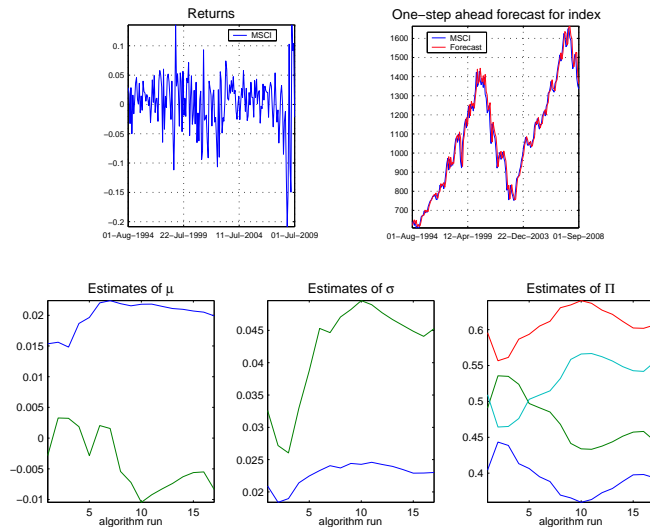 Returns
MSCI
0.1
0.05
0
−0.05
−0.1
−0.15
−0.2
01−Aug−1994 22−Jul−1999 11−Jul−2004 01−Jul−2009
One−step ahead forecast for index
MSCI
Forecast
1600
1500
1400
1300
1200
1100
1000
900
800
700
01−Aug−1994 12−Apr−1999 22−Dec−2003 01−Sep−2008
Estimates of μ
0.02
0.015
0.01
0.005
0
−0.005
−0.01
5 10 15
algorithm run
Estimates of σ
0.045
0.04
0.035
0.03
0.025
0.02
5 10 15
algorithm run
Estimates of Π
0.6
0.55
0.5
0.45
0.4
5 10 15
algorithm run